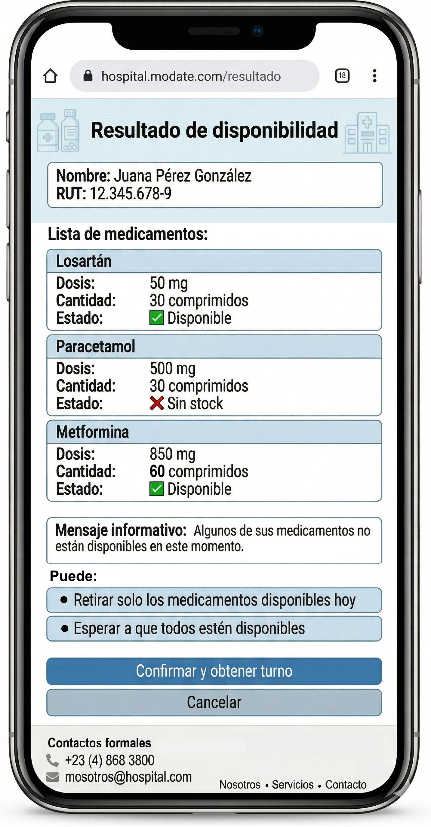 hospital.modate.com/resultado
18
Resultado de disponibilidad
Nombre: Juana Pérez González
RUT: 12.345.678-9
Lista de medicamentos:
Losartán
Dosis: 50 mg
Cantidad: 30 comprimidos
Estado: ✅ Disponible
Paracetamol
Dosis: 500 mg
Cantidad: 30 comprimidos
Estado: ❌ Sin stock
Metformina
Dosis: 850 mg
Cantidad: 60 comprimidos
Estado: ✅ Disponible
Mensaje informativo: Algunos de sus medicamentos no
están disponibles en este momento.
Puede:
• Retirar solo los medicamentos disponibles hoy
• Esperar a que todos estén disponibles
Confirmar y obtener turno
Cancelar
Contactos formales
+23 (4) 868 3800
mosotros@hospital.com
Nosotros • Servicios • Contacto